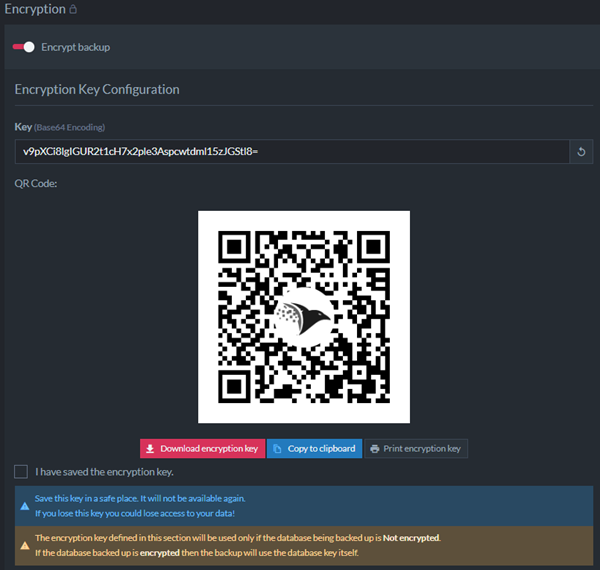 Encryption
Encrypt backup
Encryption Key Configuration
Key (Base64 Encoding)
v9pXCi8lgIGUR2t1cH7x2ple3Aspcwtdml15zJGStI8=
QR Code:
Download encryption key
Copy to clipboard
Print encryption key
I have saved the encryption key.
Save this key in a safe place. It will not be available again.
If you lose this key you could lose access to your data!
The encryption key defined in this section will be used only if the database being backed up is Not encrypted.
If the database backed up is encrypted then the backup will use the database key itself.